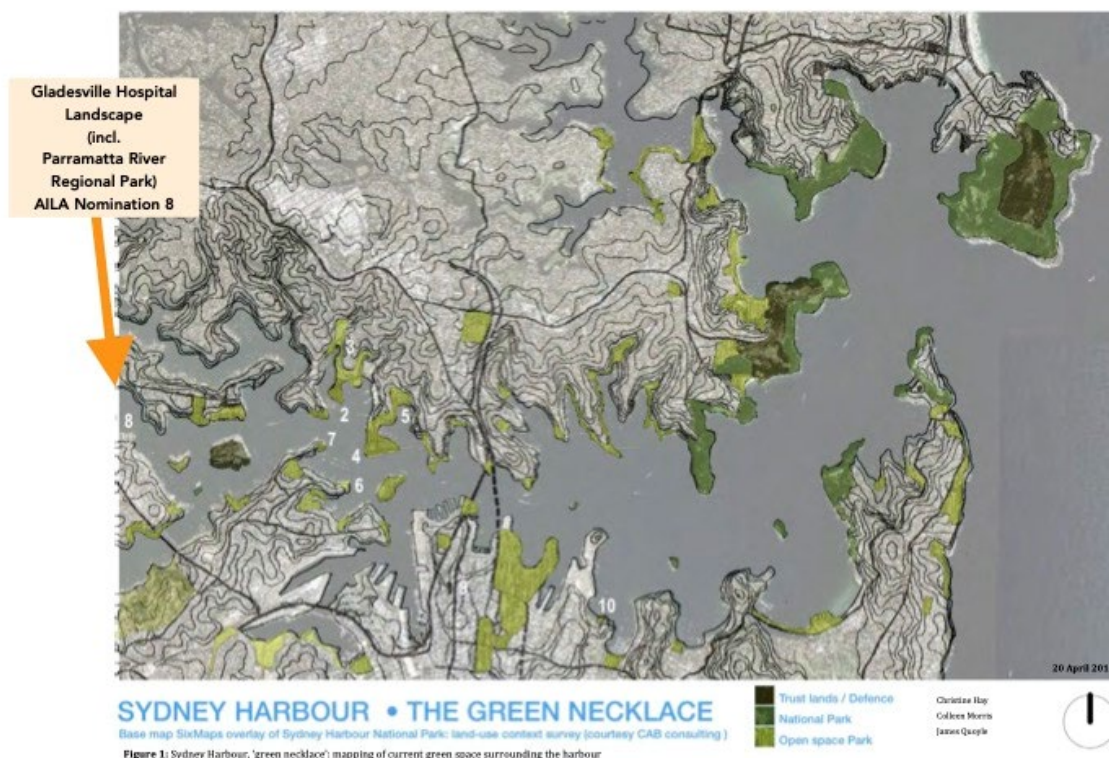 Gladesville Hospital
Landscape
(incl.
Parramatta River
Regional Park)
AILA Nomination 8
8
3
2
5
7
4
6
10
20 April 201
SYDNEY HARBOUR • THE GREEN NECKLACE
Base map SixMaps overlay of Sydney Harbour National Park: land-use context survey (courtesy CAB consulting )
Trust lands / Defence
National Park
Open space Park
Christine Hay
Colleen Morris
James Quoyle
Figure 1: Sydney Harbour, 'green necklace': mapping of current green space surrounding the harbour